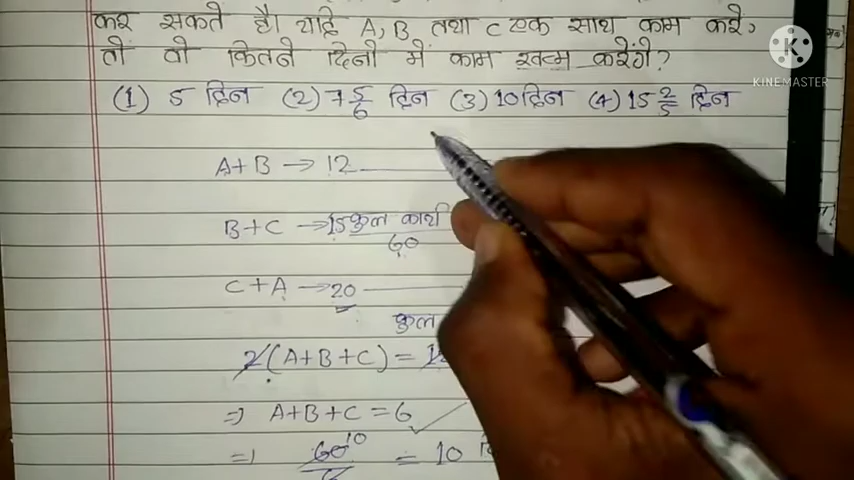 कर सकते है। यदि A, B तथा C एक साथ काम करे,
तो वो कितने दिनो में काम खत्म करेंगे?
(1) 5 दिन (2) 7 5/6 दिन (3) 10 दिन (4) 15 2/5 दिन
A+B → 12
B+C → 15 कुल कार्य
60
C+A → 20
कुल
2(A+B+C) = 12
⇒ A+B+C = 6
⇒ 60 10 = 10
KINEMASTER